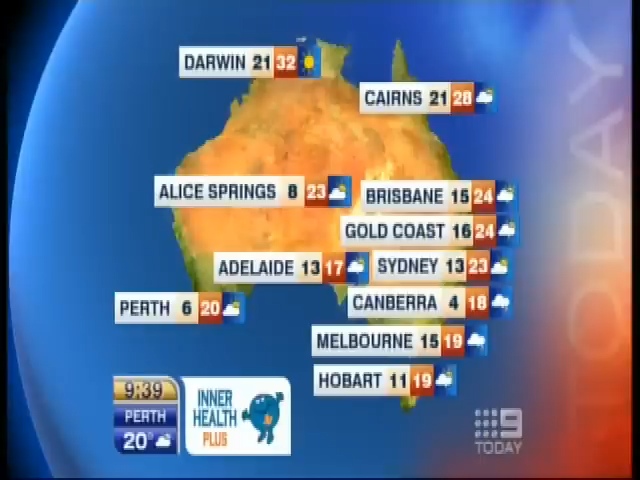 DARWIN 21 32
CAIRNS 21 28
ALICE SPRINGS 8 23
BRISBANE 15 24
GOLD COAST 16 24
ADELAIDE 13 17
SYDNEY 13 23
PERTH 6 20
CANBERRA 4 18
MELBOURNE 15 19
HOBART 11 19
9:39
PERTH
20°
INNER
HEALTH
PLUS
9
TODAY
TODAY